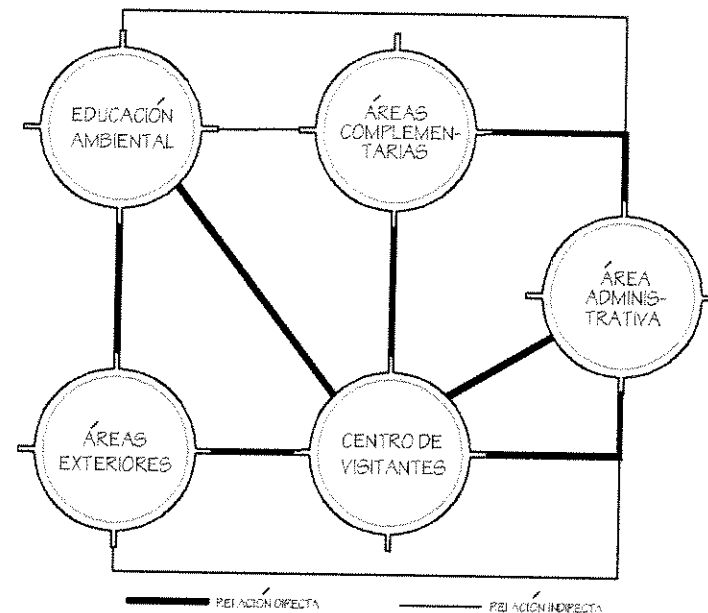 EDUCACIÓN
AMBIENTAL
ÁREAS
COMPLEMEN-
TARIAS
ÁREA
ADMINIS-
TRATIVA
ÁREAS
EXTERIORES
CENTRO DE
VISITANTES
RELACIÓN DIRECTA
RELACIÓN INDIRECTA